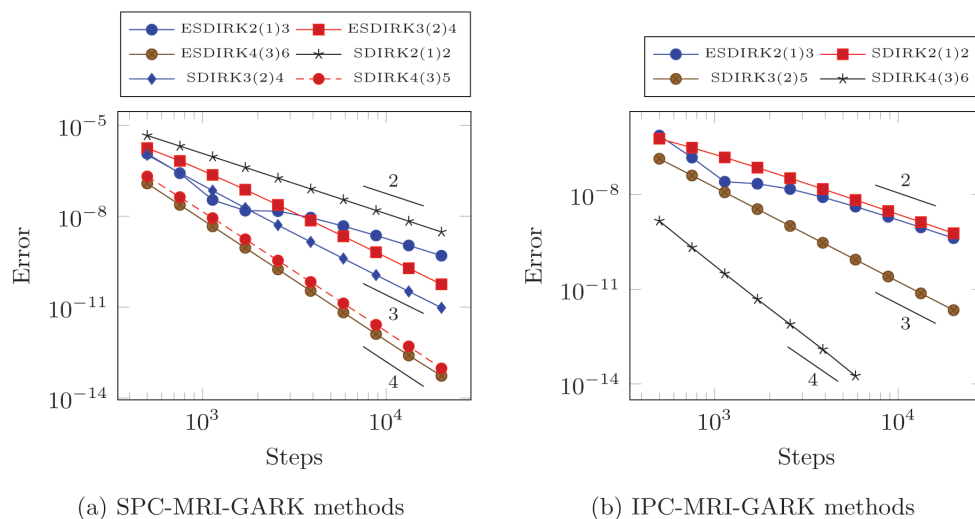 ESDIRK2(1)3 ESDIRK3(2)4
ESDIRK4(3)6 SDIRK2(1)2
SDIRK3(2)4 SDIRK4(3)5
10^−5
10^−8
10^−11
10^−14
Error
2
3
4
10^3 10^4
Steps
(a) SPC-MRI-GARK methods
ESDIRK2(1)3 SDIRK2(1)2
SDIRK3(2)5 SDIRK4(3)6
10^−8
10^−11
10^−14
Error
2
3
4
10^3 10^4
Steps
(b) IPC-MRI-GARK methods